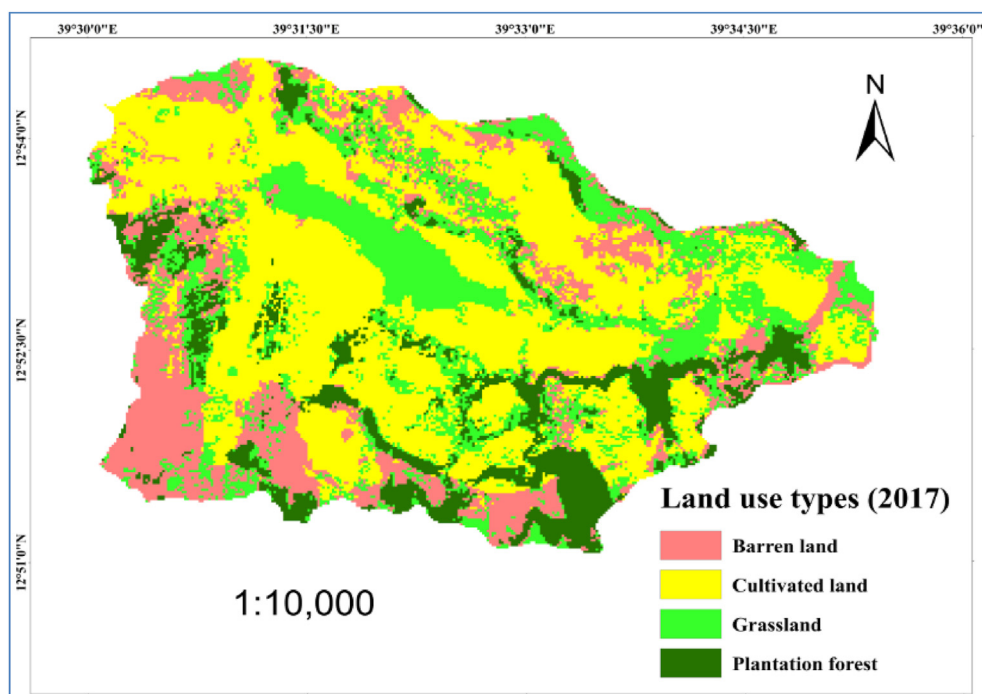 39°30'0"E 39°31'30"E 39°33'0"E 39°34'30"E 39°36'0"E
N
12°54'0"N
12°52'30"N
12°51'0"N
Land use types (2017)
Barren land
Cultivated land
Grassland
Plantation forest
1:10,000